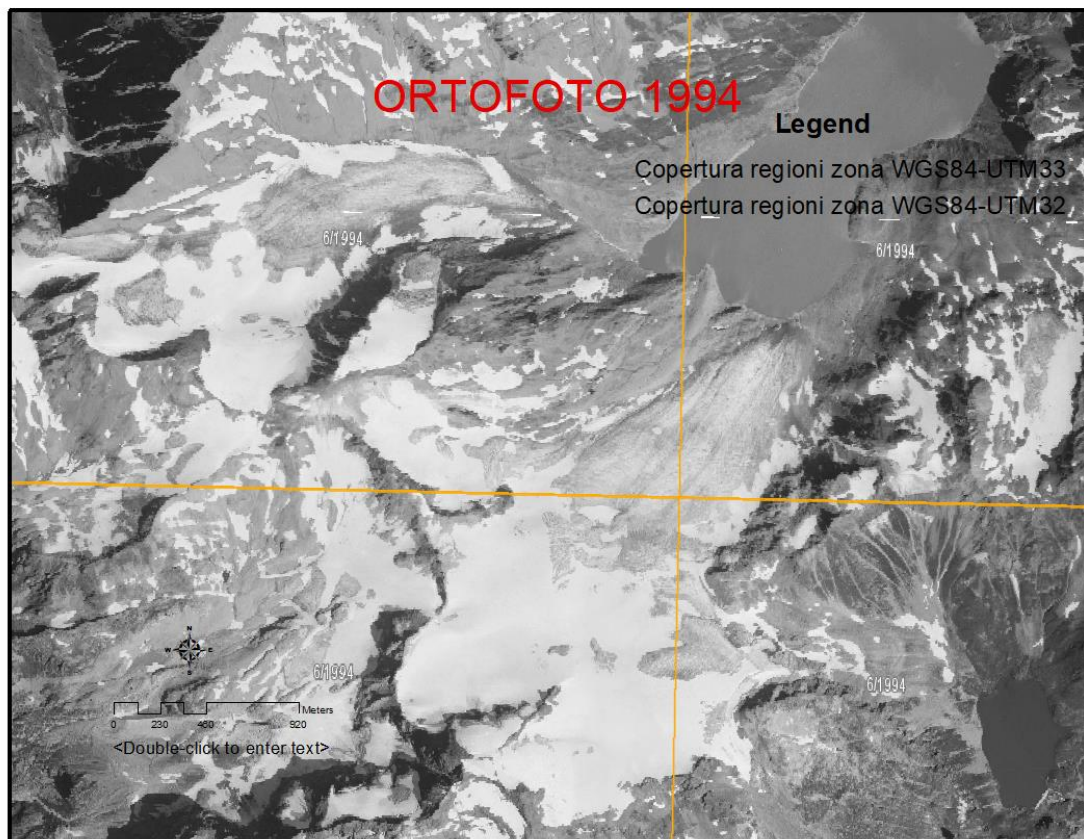 ORTOFOTO 1994
Legend
Copertura regioni zona WGS84-UTM33
Copertura regioni zona WGS84-UTM32
6/1994
6/1994
N
W E
S
6/1994
6/1994
Meters
0 230 460 920
<Double-click to enter text>